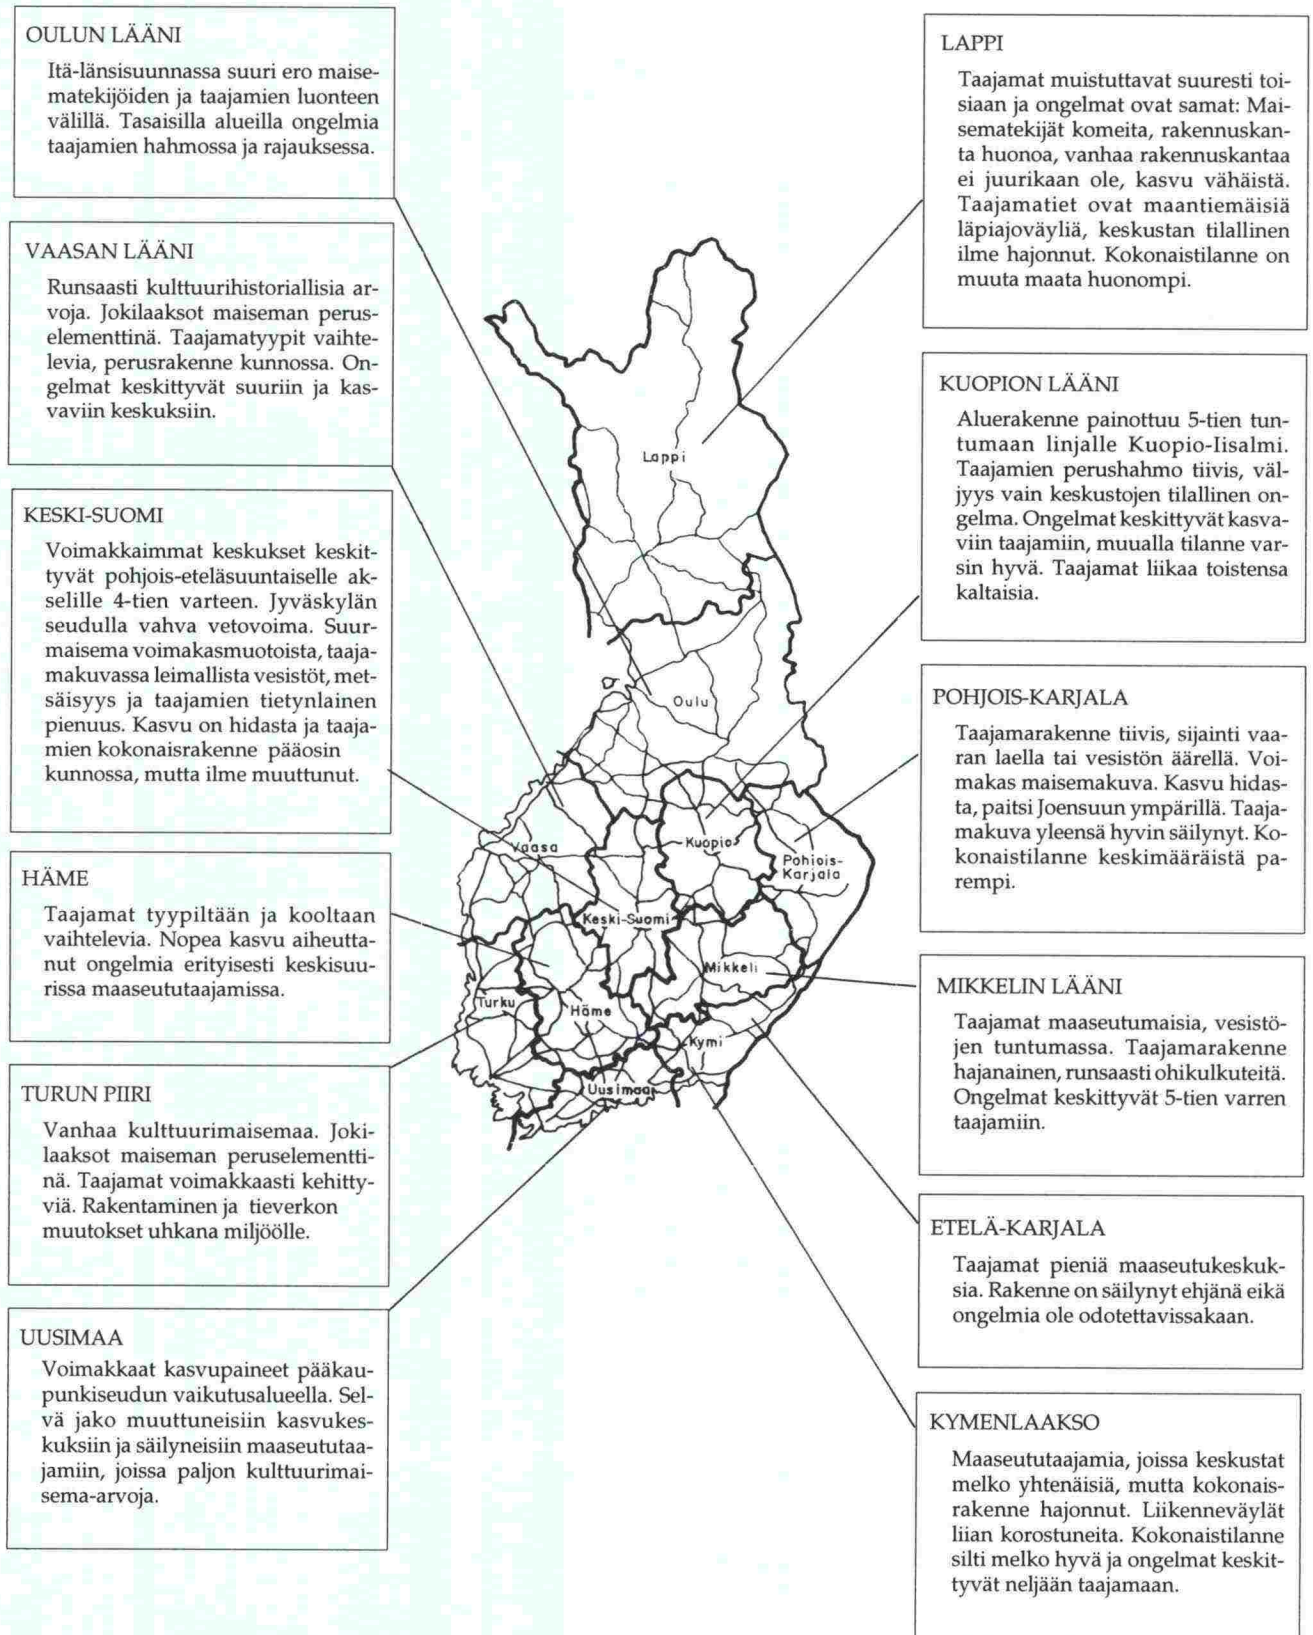 OULUN LÄÄNI
Itä-länsisuunnassa suuri ero maise-
matekijöiden ja taajamien luonteen
välillä. Tasaisilla alueilla ongelmia
taajamien hahmossa ja rajauksessa.
VAASAN LÄÄNI
Runsaasti kulttuurihistoriallisia ar-
voja. Jokilaaksot maiseman perus-
elementtinä. Taajamatyypit vaihte-
levia, perusrakenne kunnossa. On-
gelmat keskittyvät suuriin ja kas-
vaviin keskuksiin.
KESKI-SUOMI
Voimakkaimmat keskukset keskit-
tyvät pohjois-eteläsuuntaiselle ak-
selille 4-tien varteen. Jyväskylän
seudulla vahva vetovoima. Suur-
maisema voimakasmuotoista, taaja-
makuvassa leimallista vesistöt, met-
säisyys ja taajamien tietynlainen
pienuus. Kasvu on hidasta ja taaja-
mien kokonaisrakenne pääosin
kunnossa, mutta ilme muuttunut.
HÄME
Taajamat tyypiltään ja kooltaan
vaihtelevia. Nopea kasvu aiheutta-
nut ongelmia erityisesti keskisuu-
rissa maaseututaajamissa.
TURUN PIIRI
Vanhaa kulttuurimaisemaa. Joki-
laaksot maiseman peruselementti-
nä. Taajamat voimakkaasti kehitty-
viä. Rakentaminen ja tieverkon
muutokset uhkana miljöölle.
UUSIMAA
Voimakkaat kasvupaineet pääkau-
punkiseudun vaikutusalueella. Sel-
vä jako muuttuneisiin kasvukes-
kuksiin ja säilyneisiin maaseututaa-
jamiin, joissa paljon kulttuurimai-
sema-arvoja.
Lappi
Oulu
Vaasa
Kuopio
Pohjois-
Karjala
Keski-Suomi
Mikkeli
Turku
Häme
Kymi
Uusimaa
LAPPI
Taajamat muistuttavat suuresti toi-
siaan ja ongelmat ovat samat: Mai-
sematekijät komeita, rakennuskan-
ta huonoa, vanhaa rakennuskantaa
ei juurikaan ole, kasvu vähäistä.
Taajamatiet ovat maantiemäisiä
läpiajoväyliä, keskustan tilallinen
ilme hajonnut. Kokonaistilanne on
muuta maata huonompi.
KUOPION LÄÄNI
Aluerakenne painottuu 5-tien tun-
tumaan linjalle Kuopio-Iisalmi.
Taajamien perushahmo tiivis, väl-
jyys vain keskustojen tilallinen on-
gelma. Ongelmat keskittyvät kasva-
viin taajamiin, muualla tilanne var-
sin hyvä. Taajamat liikaa toistensa
kaltaisia.
POHJOIS-KARJALA
Taajamarakenne tiivis, sijainti vaa-
ran laella tai vesistön äärellä. Voi-
makas maisemakuva. Kasvu hidas-
ta, paitsi Joensuun ympärillä. Taaja-
makuva yleensä hyvin säilynyt. Ko-
konaistilanne keskimääräistä pa-
rempi.
MIKKELIN LÄÄNI
Taajamat maaseutumaisia, vesistö-
jen tuntumassa. Taajamarakenne
hajanainen, runsaasti ohikulkuteitä.
Ongelmat keskittyvät 5-tien varren
taajamiin.
ETELÄ-KARJALA
Taajamat pieniä maaseutukeskuk-
sia. Rakenne on säilynyt ehjänä eikä
ongelmia ole odotettavissakaan.
KYMENLAAKSO
Maaseututaajamia, joissa keskustat
melko yhtenäisiä, mutta kokonais-
rakenne hajonnut. Liikenneväylät
liian korostuneita. Kokonaistilanne
silti melko hyvä ja ongelmat keskit-
tyvät neljään taajamaan.